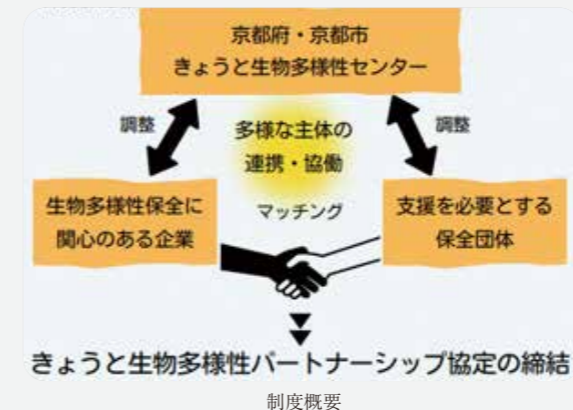 京都府・京都市
きょうと生物多様性センター
調整
多様な主体の
連携・協働
調整
生物多様性保全に
関心のある企業
マッチング
支援を必要とする
保全団体
きょうと生物多様性パートナーシップ協定の締結
制度概要